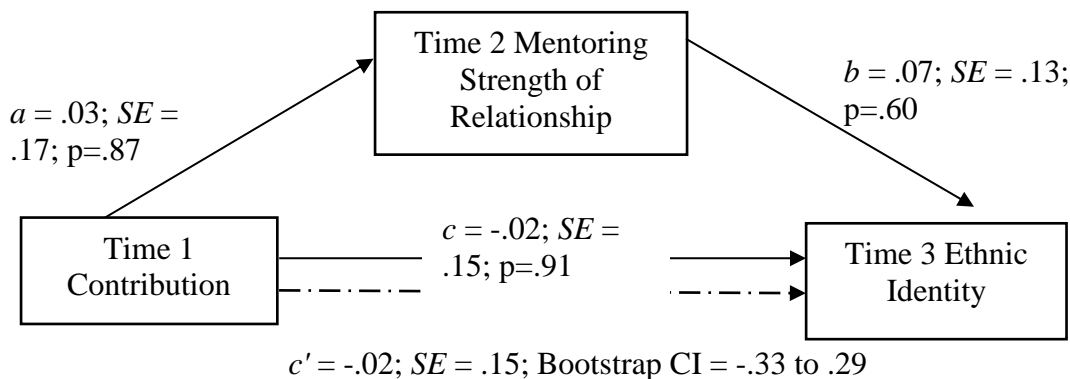 Time 2 Mentoring
Strength of
Relationship
a = .03; SE =
.17; p=.87
b = .07; SE = .13;
p=.60
Time 1
Contribution
c = -.02; SE =
.15; p=.91
Time 3 Ethnic
Identity
c' = -.02; SE = .15; Bootstrap CI = -.33 to .29